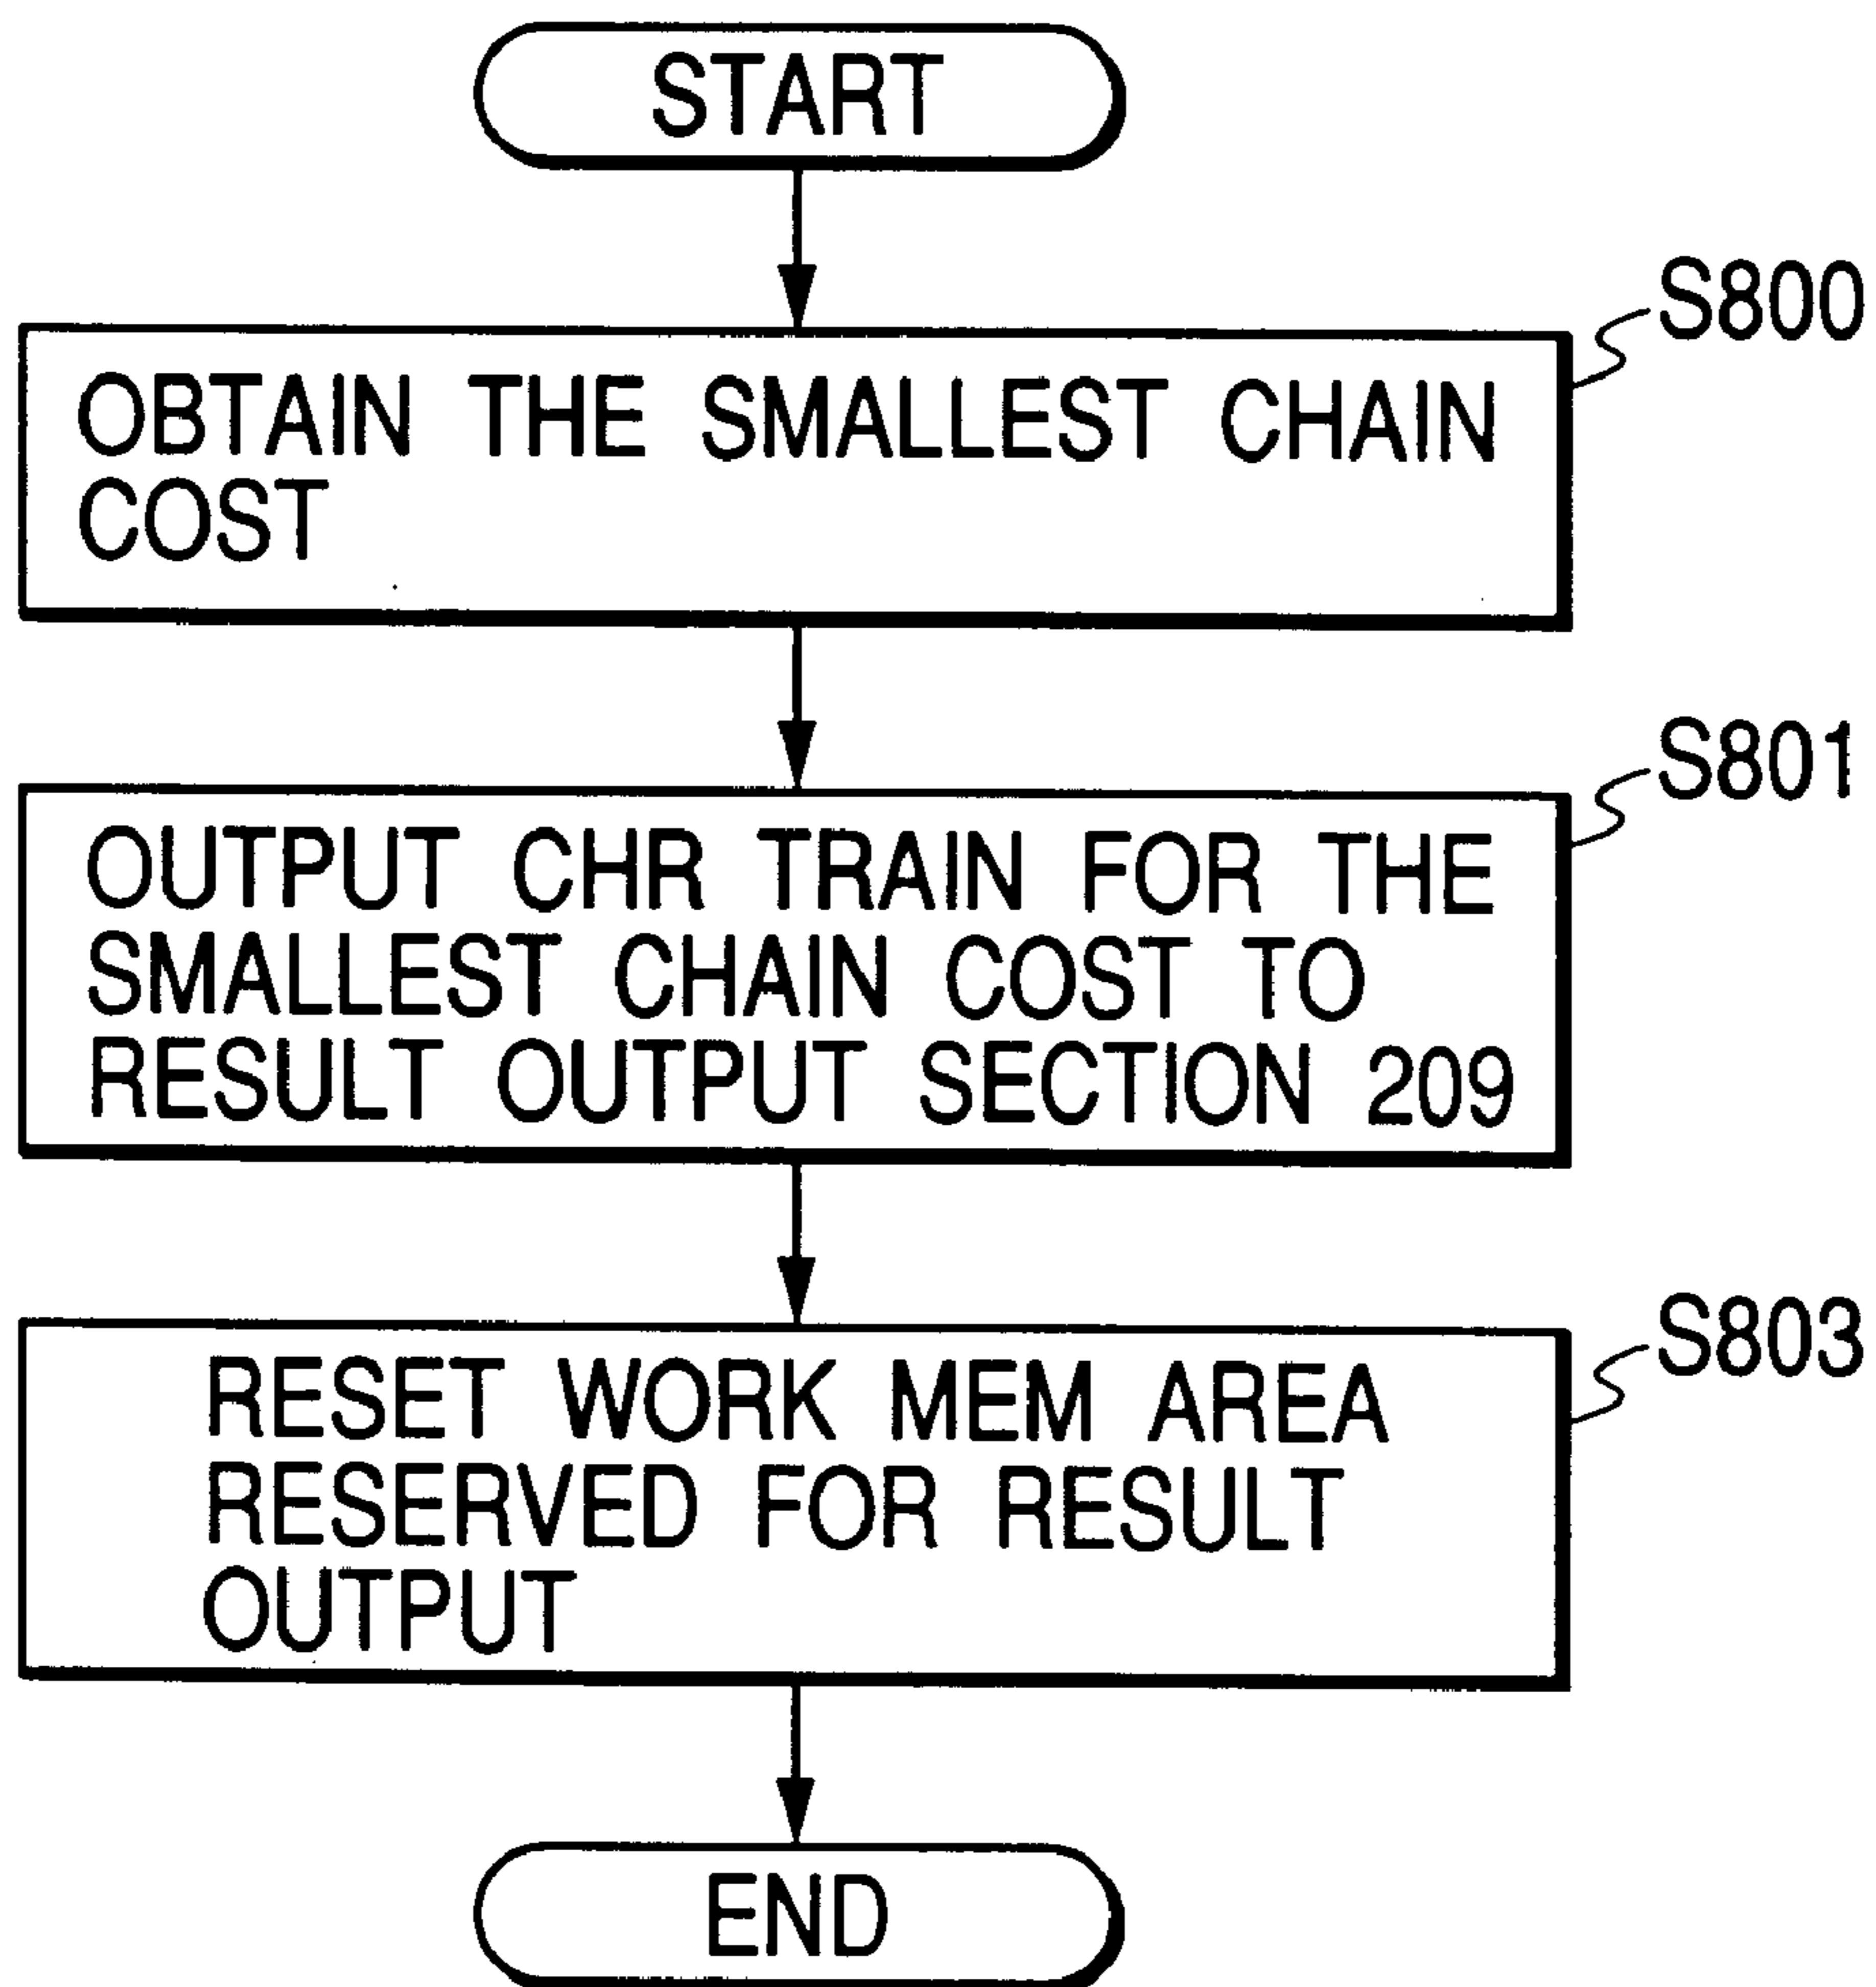 START
S800
OBTAIN THE SMALLEST CHAIN
COST
S801
OUTPUT CHR TRAIN FOR THE
SMALLEST CHAIN COST TO
RESULT OUTPUT SECTION 209
S803
RESET WORK MEM AREA
RESERVED FOR RESULT
OUTPUT
END